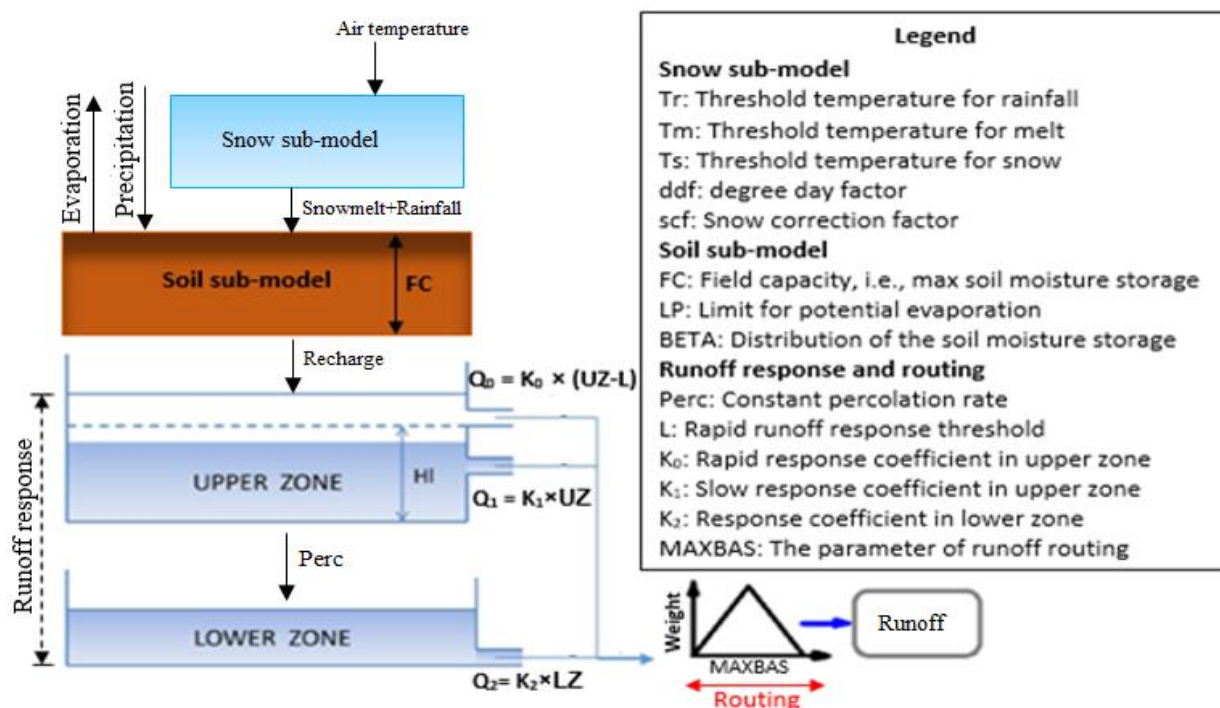 Air temperature
Evaporation
Precipitation
Snow sub-model
Snowmelt+Rainfall
Soil sub-model
FC
Recharge
Q₀ = K₀ × (UZ-L)
Runoff response
UPPER ZONE
Hl
Q₁ = K₁×UZ
Perc
LOWER ZONE
Q₂= K₂×LZ
Legend
Snow sub-model
Tr: Threshold temperature for rainfall
Tm: Threshold temperature for melt
Ts: Threshold temperature for snow
ddf: degree day factor
scf: Snow correction factor
Soil sub-model
FC: Field capacity, i.e., max soil moisture storage
LP: Limit for potential evaporation
BETA: Distribution of the soil moisture storage
Runoff response and routing
Perc: Constant percolation rate
L: Rapid runoff response threshold
K₀: Rapid response coefficient in upper zone
K₁: Slow response coefficient in upper zone
K₂: Response coefficient in lower zone
MAXBAS: The parameter of runoff routing
Weight
MAXBAS
Routing
Runoff